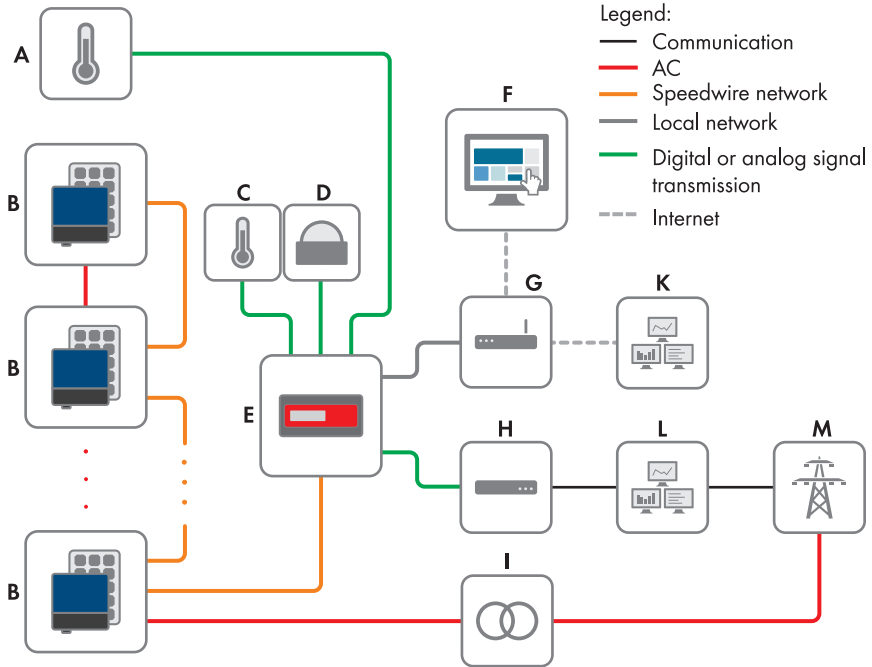 Legend:
Communication
AC
Speedwire network
Local network
Digital or analog signal
transmission
Internet
A
F
B
C
D
G
K
B
E
H
L
M
B
I